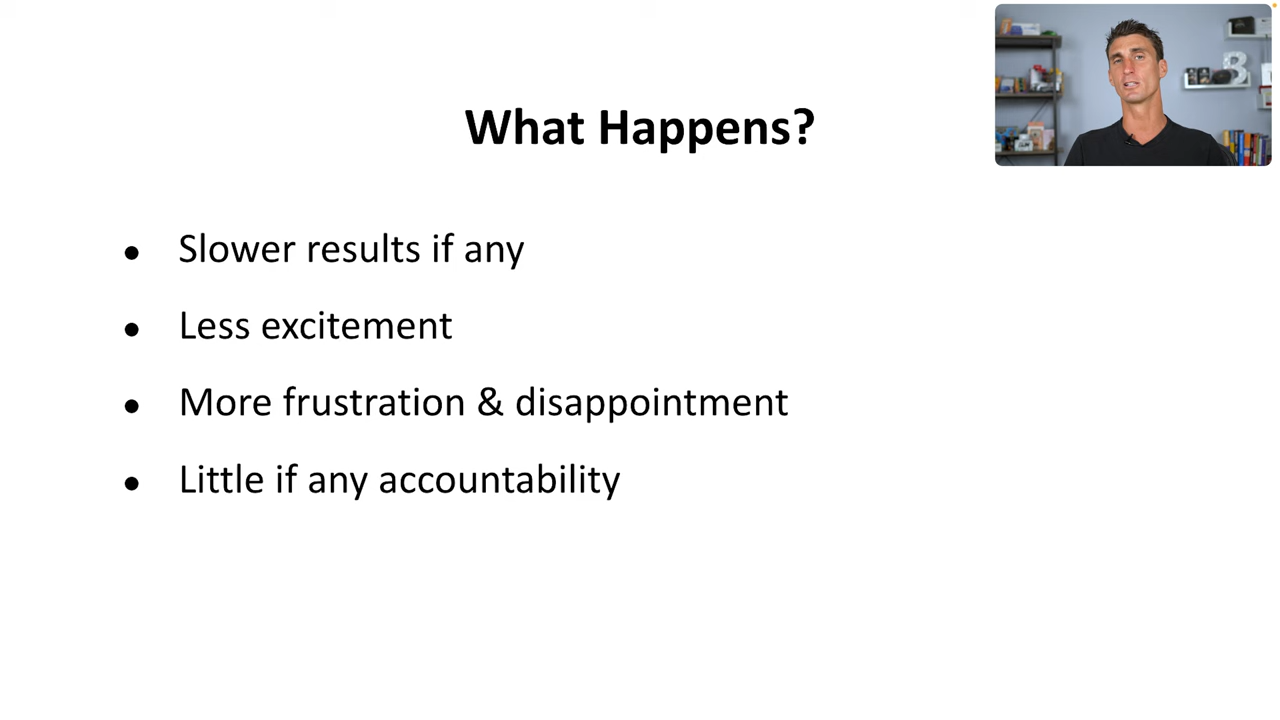 What Happens?
● Slower results if any
● Less excitement
● More frustration & disappointment
● Little if any accountability